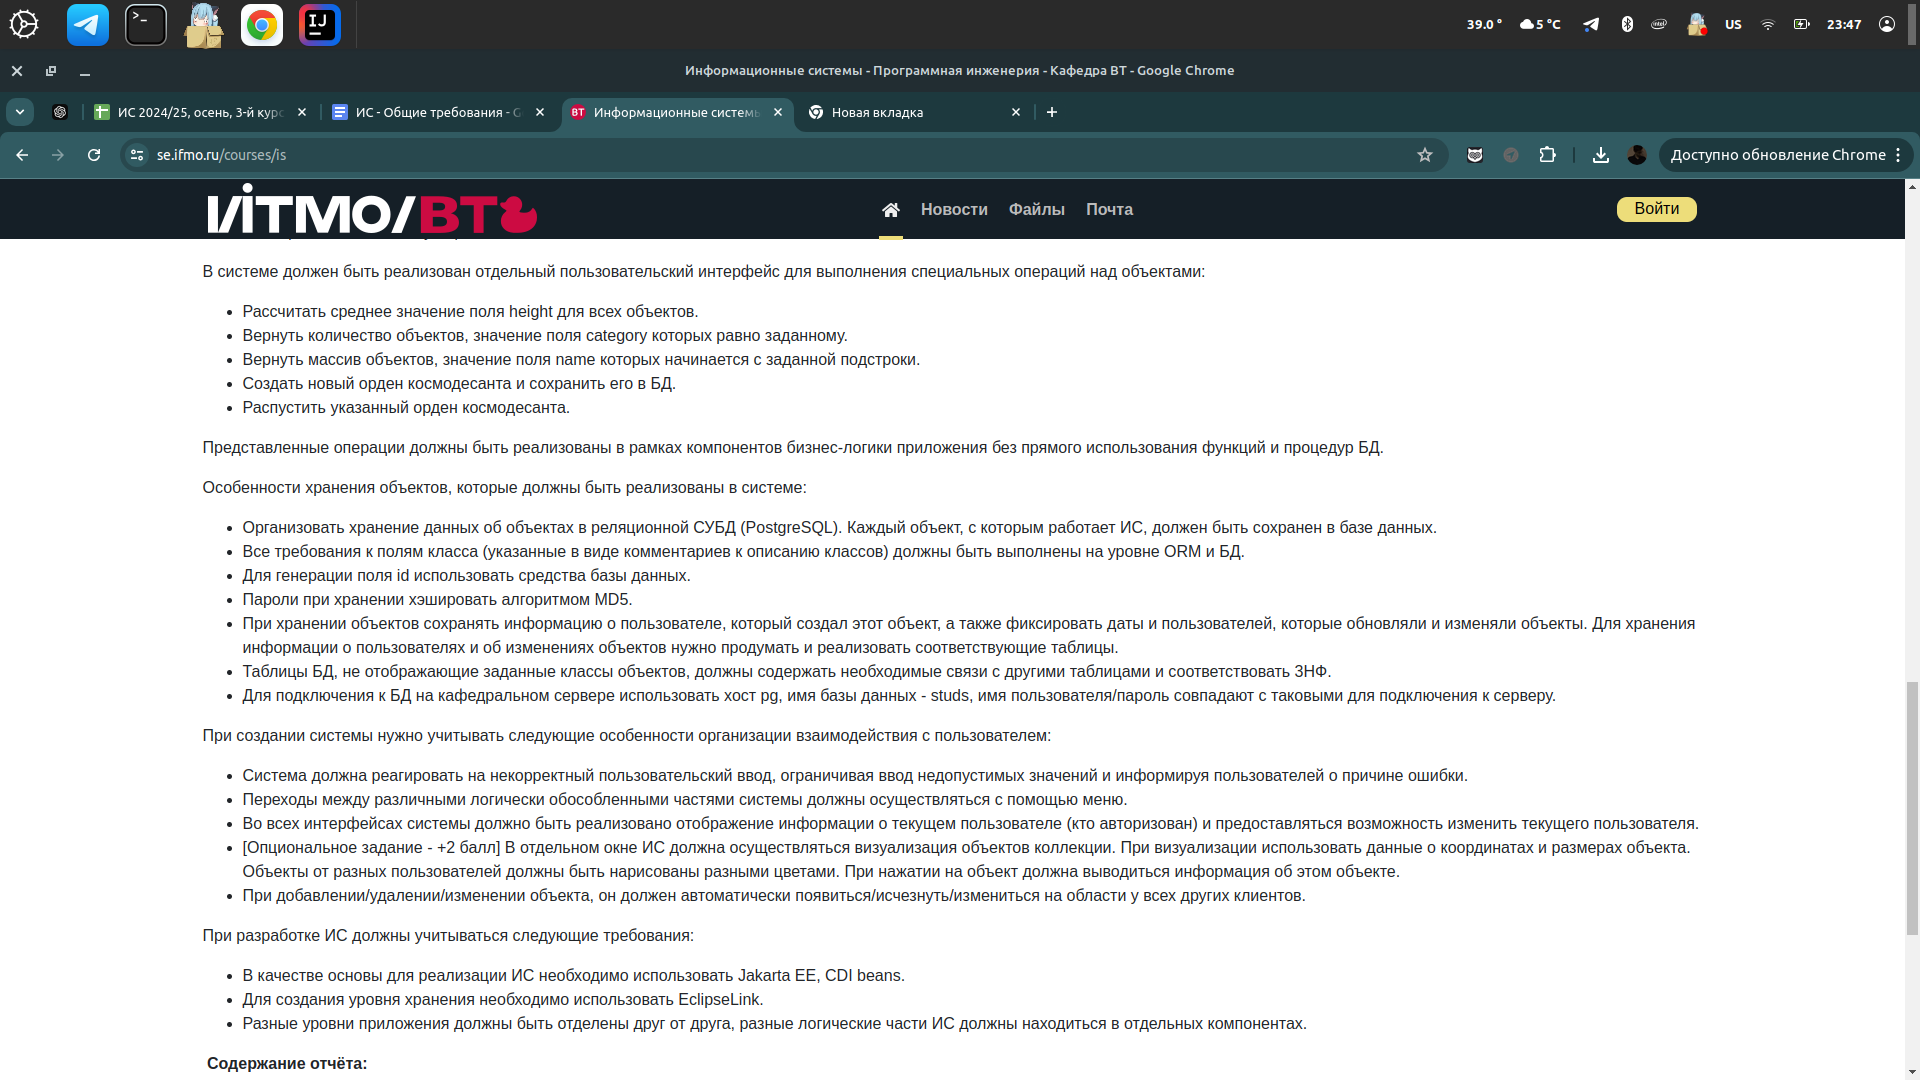 39.0 °
5 °C
US
23:47
Информационные системы - Программная инженерия - Кафедра ВТ - Google Chrome
ИС 2024/25, осень, 3-й курс
ИС - Общие требования - G
Информационные системы
Новая вкладка
se.ifmo.ru/courses/is
Доступно обновление Chrome
ИТМО/ВТ
Новости
Файлы
Почта
Войти
В системе должен быть реализован отдельный пользовательский интерфейс для выполнения специальных операций над объектами:
• Рассчитать среднее значение поля height для всех объектов.
• Вернуть количество объектов, значение поля category которых равно заданному.
• Вернуть массив объектов, значение поля name которых начинается с заданной подстроки.
• Создать новый орден космодесанта и сохранить его в БД.
• Распустить указанный орден космодесанта.
Представленные операции должны быть реализованы в рамках компонентов бизнес-логики приложения без прямого использования функций и процедур БД.
Особенности хранения объектов, которые должны быть реализованы в системе:
• Организовать хранение данных об объектах в реляционной СУБД (PostgreSQL). Каждый объект, с которым работает ИС, должен быть сохранен в базе данных.
• Все требования к полям класса (указанные в виде комментариев к описанию классов) должны быть выполнены на уровне ORM и БД.
• Для генерации поля id использовать средства базы данных.
• Пароли при хранении хэшировать алгоритмом MD5.
• При хранении объектов сохранять информацию о пользователе, который создал этот объект, а также фиксировать даты и пользователей, которые обновляли и изменяли объекты. Для хранения
информации о пользователях и об изменениях объектов нужно продумать и реализовать соответствующие таблицы.
• Таблицы БД, не отображающие заданные классы объектов, должны содержать необходимые связи с другими таблицами и соответствовать 3НФ.
• Для подключения к БД на кафедральном сервере использовать хост pg, имя базы данных - studs, имя пользователя/пароль совпадают с таковыми для подключения к серверу.
При создании системы нужно учитывать следующие особенности организации взаимодействия с пользователем:
• Система должна реагировать на некорректный пользовательский ввод, ограничивая ввод недопустимых значений и информируя пользователей о причине ошибки.
• Переходы между различными логически обособленными частями системы должны осуществляться с помощью меню.
• Во всех интерфейсах системы должно быть реализовано отображение информации о текущем пользователе (кто авторизован) и предоставляться возможность изменить текущего пользователя.
• [Опциональное задание - +2 балл] В отдельном окне ИС должна осуществляться визуализация объектов коллекции. При визуализации использовать данные о координатах и размерах объекта.
Объекты от разных пользователей должны быть нарисованы разными цветами. При нажатии на объект должна выводиться информация об этом объекте.
• При добавлении/удалении/изменении объекта, он должен автоматически появиться/исчезнуть/измениться на области у всех других клиентов.
При разработке ИС должны учитываться следующие требования:
• В качестве основы для реализации ИС необходимо использовать Jakarta EE, CDI beans.
• Для создания уровня хранения необходимо использовать EclipseLink.
• Разные уровни приложения должны быть отделены друг от друга, разные логические части ИС должны находиться в отдельных компонентах.
Содержание отчёта: